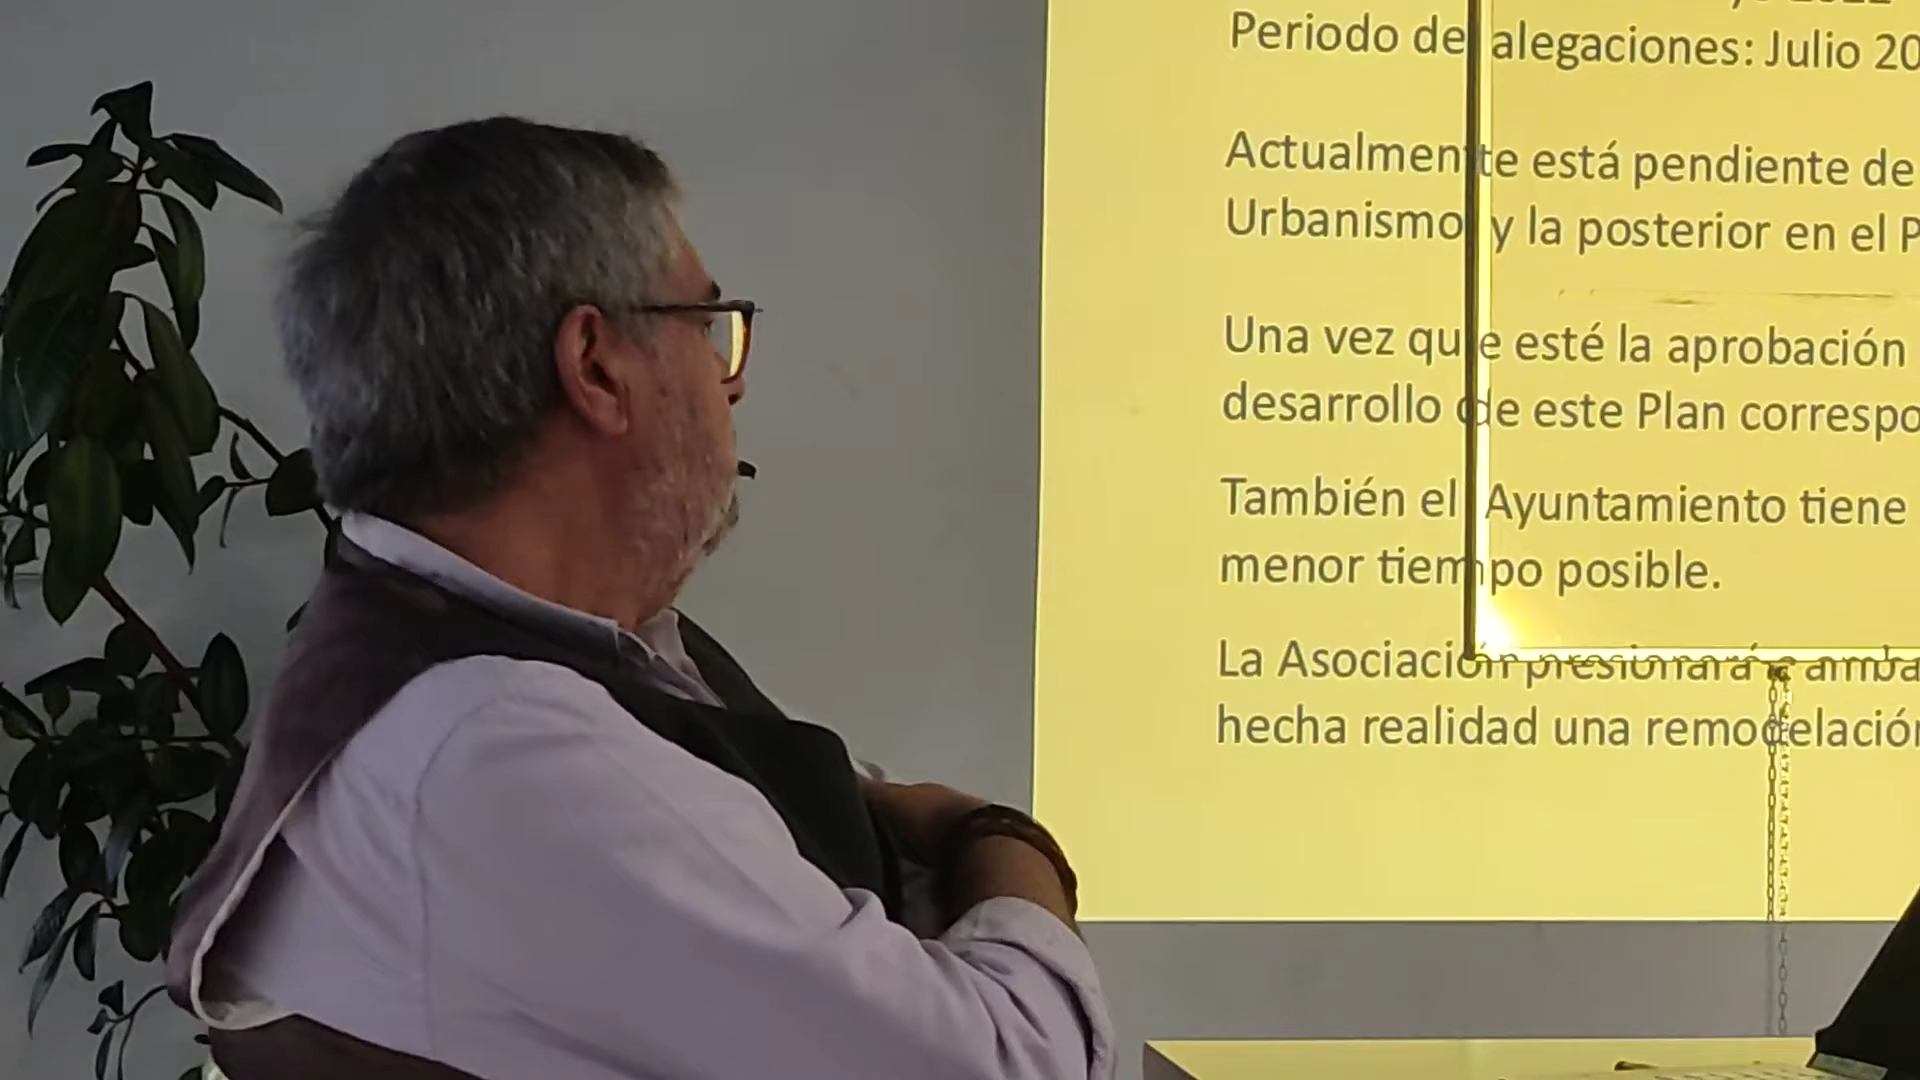 Periodo de alegaciones: Julio 20
Actualmente está pendiente de
Urbanismo y la posterior en el P
Una vez que esté la aprobación
desarrollo de este Plan correspo
También el Ayuntamiento tiene
menor tiempo posible.
La Asociación presionará a amba
hecha realidad una remodelación